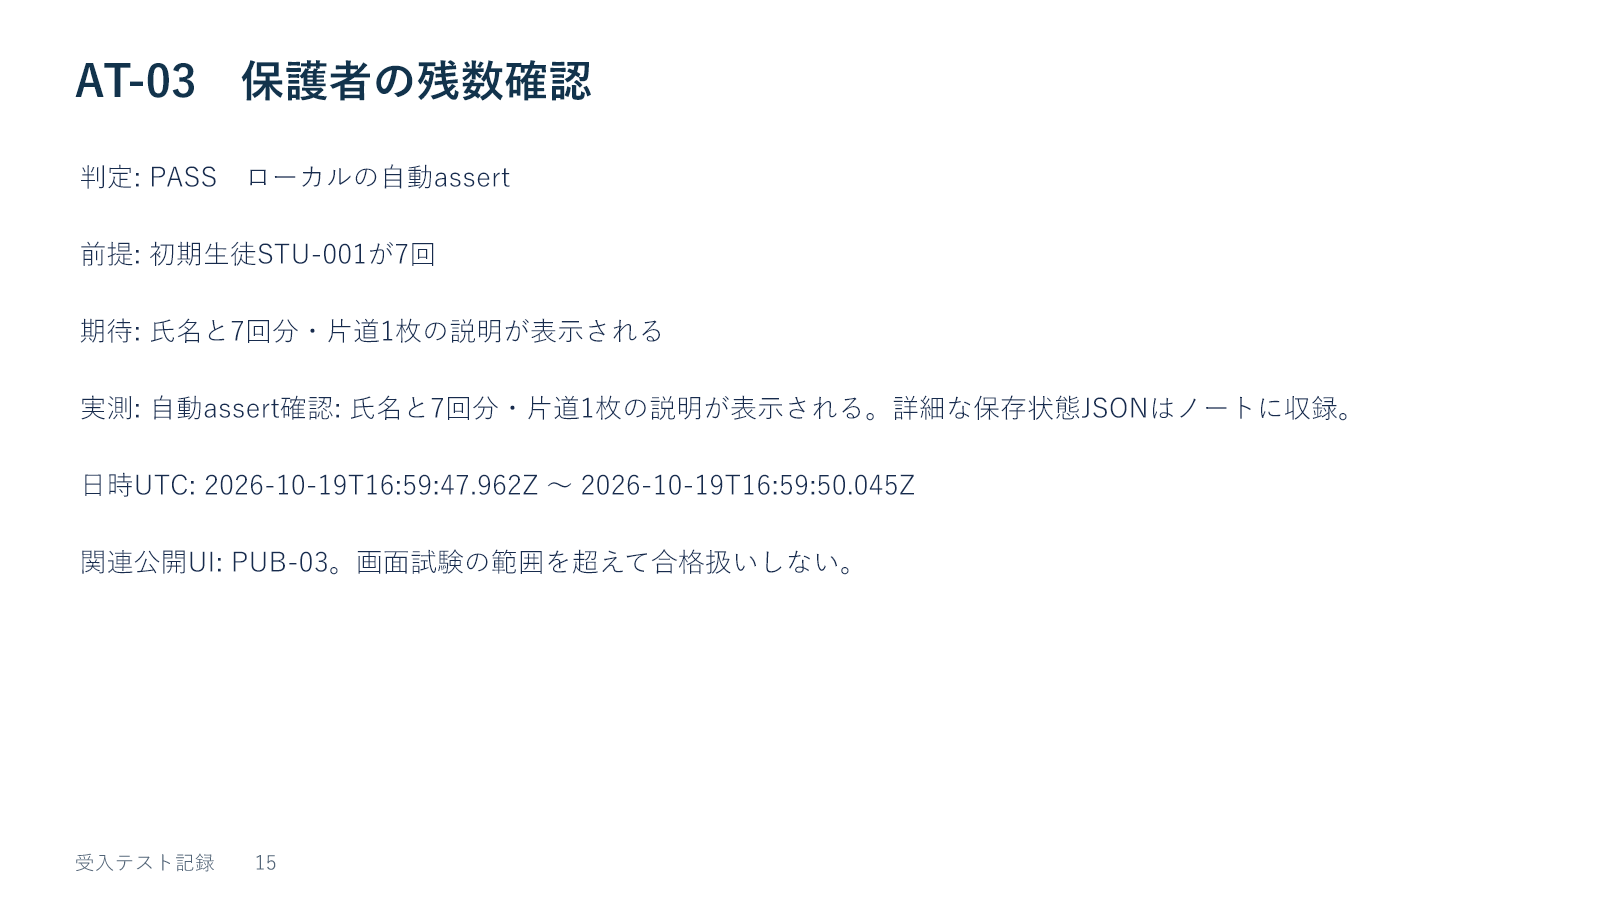 AT-03　保護者の残数確認
判定: PASS　ローカルの自動assert
前提: 初期生徒STU-001が7回
期待: 氏名と7回分・片道1枚の説明が表示される
実測: 自動assert確認: 氏名と7回分・片道1枚の説明が表示される。詳細な保存状態JSONはノートに収録。
日時UTC: 2026-10-19T16:59:47.962Z ～ 2026-10-19T16:59:50.045Z
関連公開UI: PUB-03。画面試験の範囲を超えて合格扱いしない。
受入テスト記録　　15